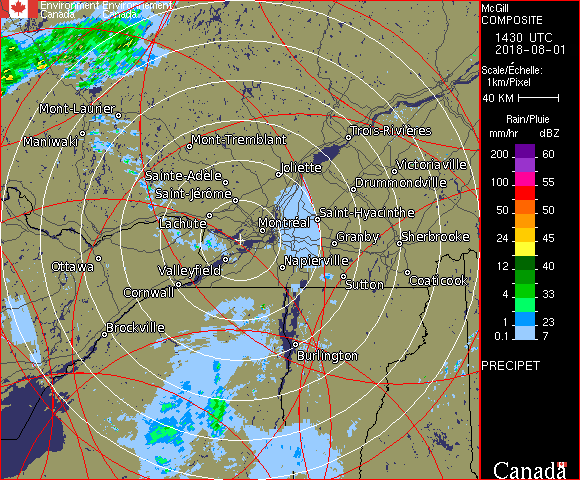 Environment Environnement
Canada Canada
McGill
COMPOSITE
1430 UTC
2018-08-01
Scale/Échelle:
1km/Pixel
40 KM
Rain/Pluie
mm/hr dBZ
200 60
150 57
100 55
50 50
24 45
12 40
4 33
1 23
0.1 7
PRECIPET
Canada
Mont-Laurier
Maniwaki
Mont-Tremblant
Trois-Rivières
Joliette
Victoriaville
Sainte-Adèle
Drummondville
Saint-Jérôme
Saint-Hyacinthe
Lachute
Montréal
Granby
Sherbrooke
Ottawa
Valleyfield
Napierville
Cornwall
Sutton
Coaticook
Brockville
Burlington